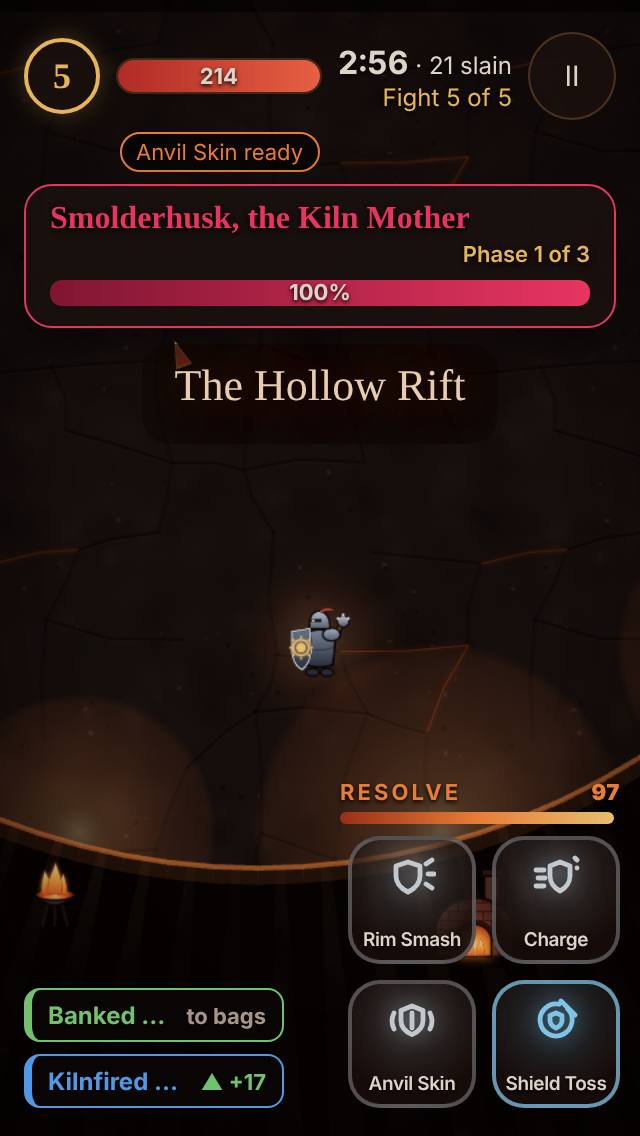 5
214
2:56 · 21 slain
Fight 5 of 5
Anvil Skin ready
Smolderhusk, the Kiln Mother
Phase 1 of 3
100%
The Hollow Rift
RESOLVE 97
Rim Smash
Charge
Banked ... to bags
Kilnfired ... ▲ +17
Anvil Skin
Shield Toss